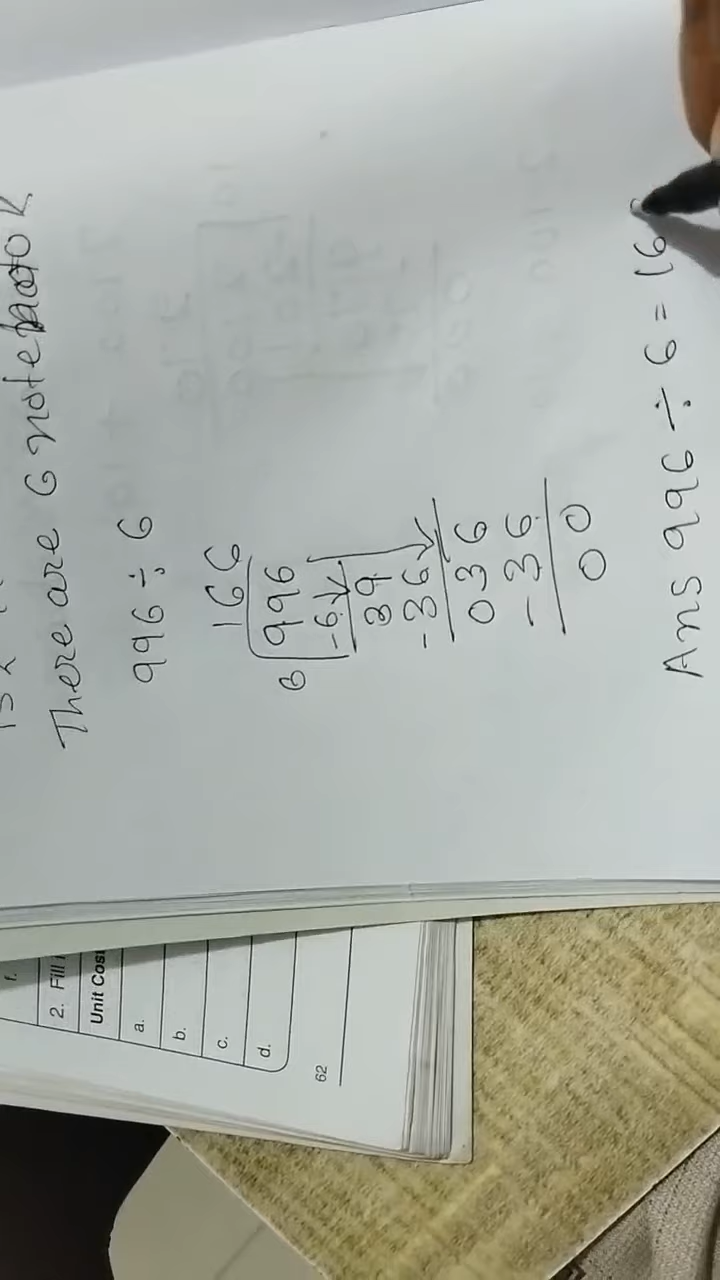 There are 6 notebook
996 ÷ 6
166
6 996
-6
39
-36
036
-36
00
Ans 996 ÷ 6 = 16
f.
2. Fill
Unit Cos
a.
b.
c.
d.
62